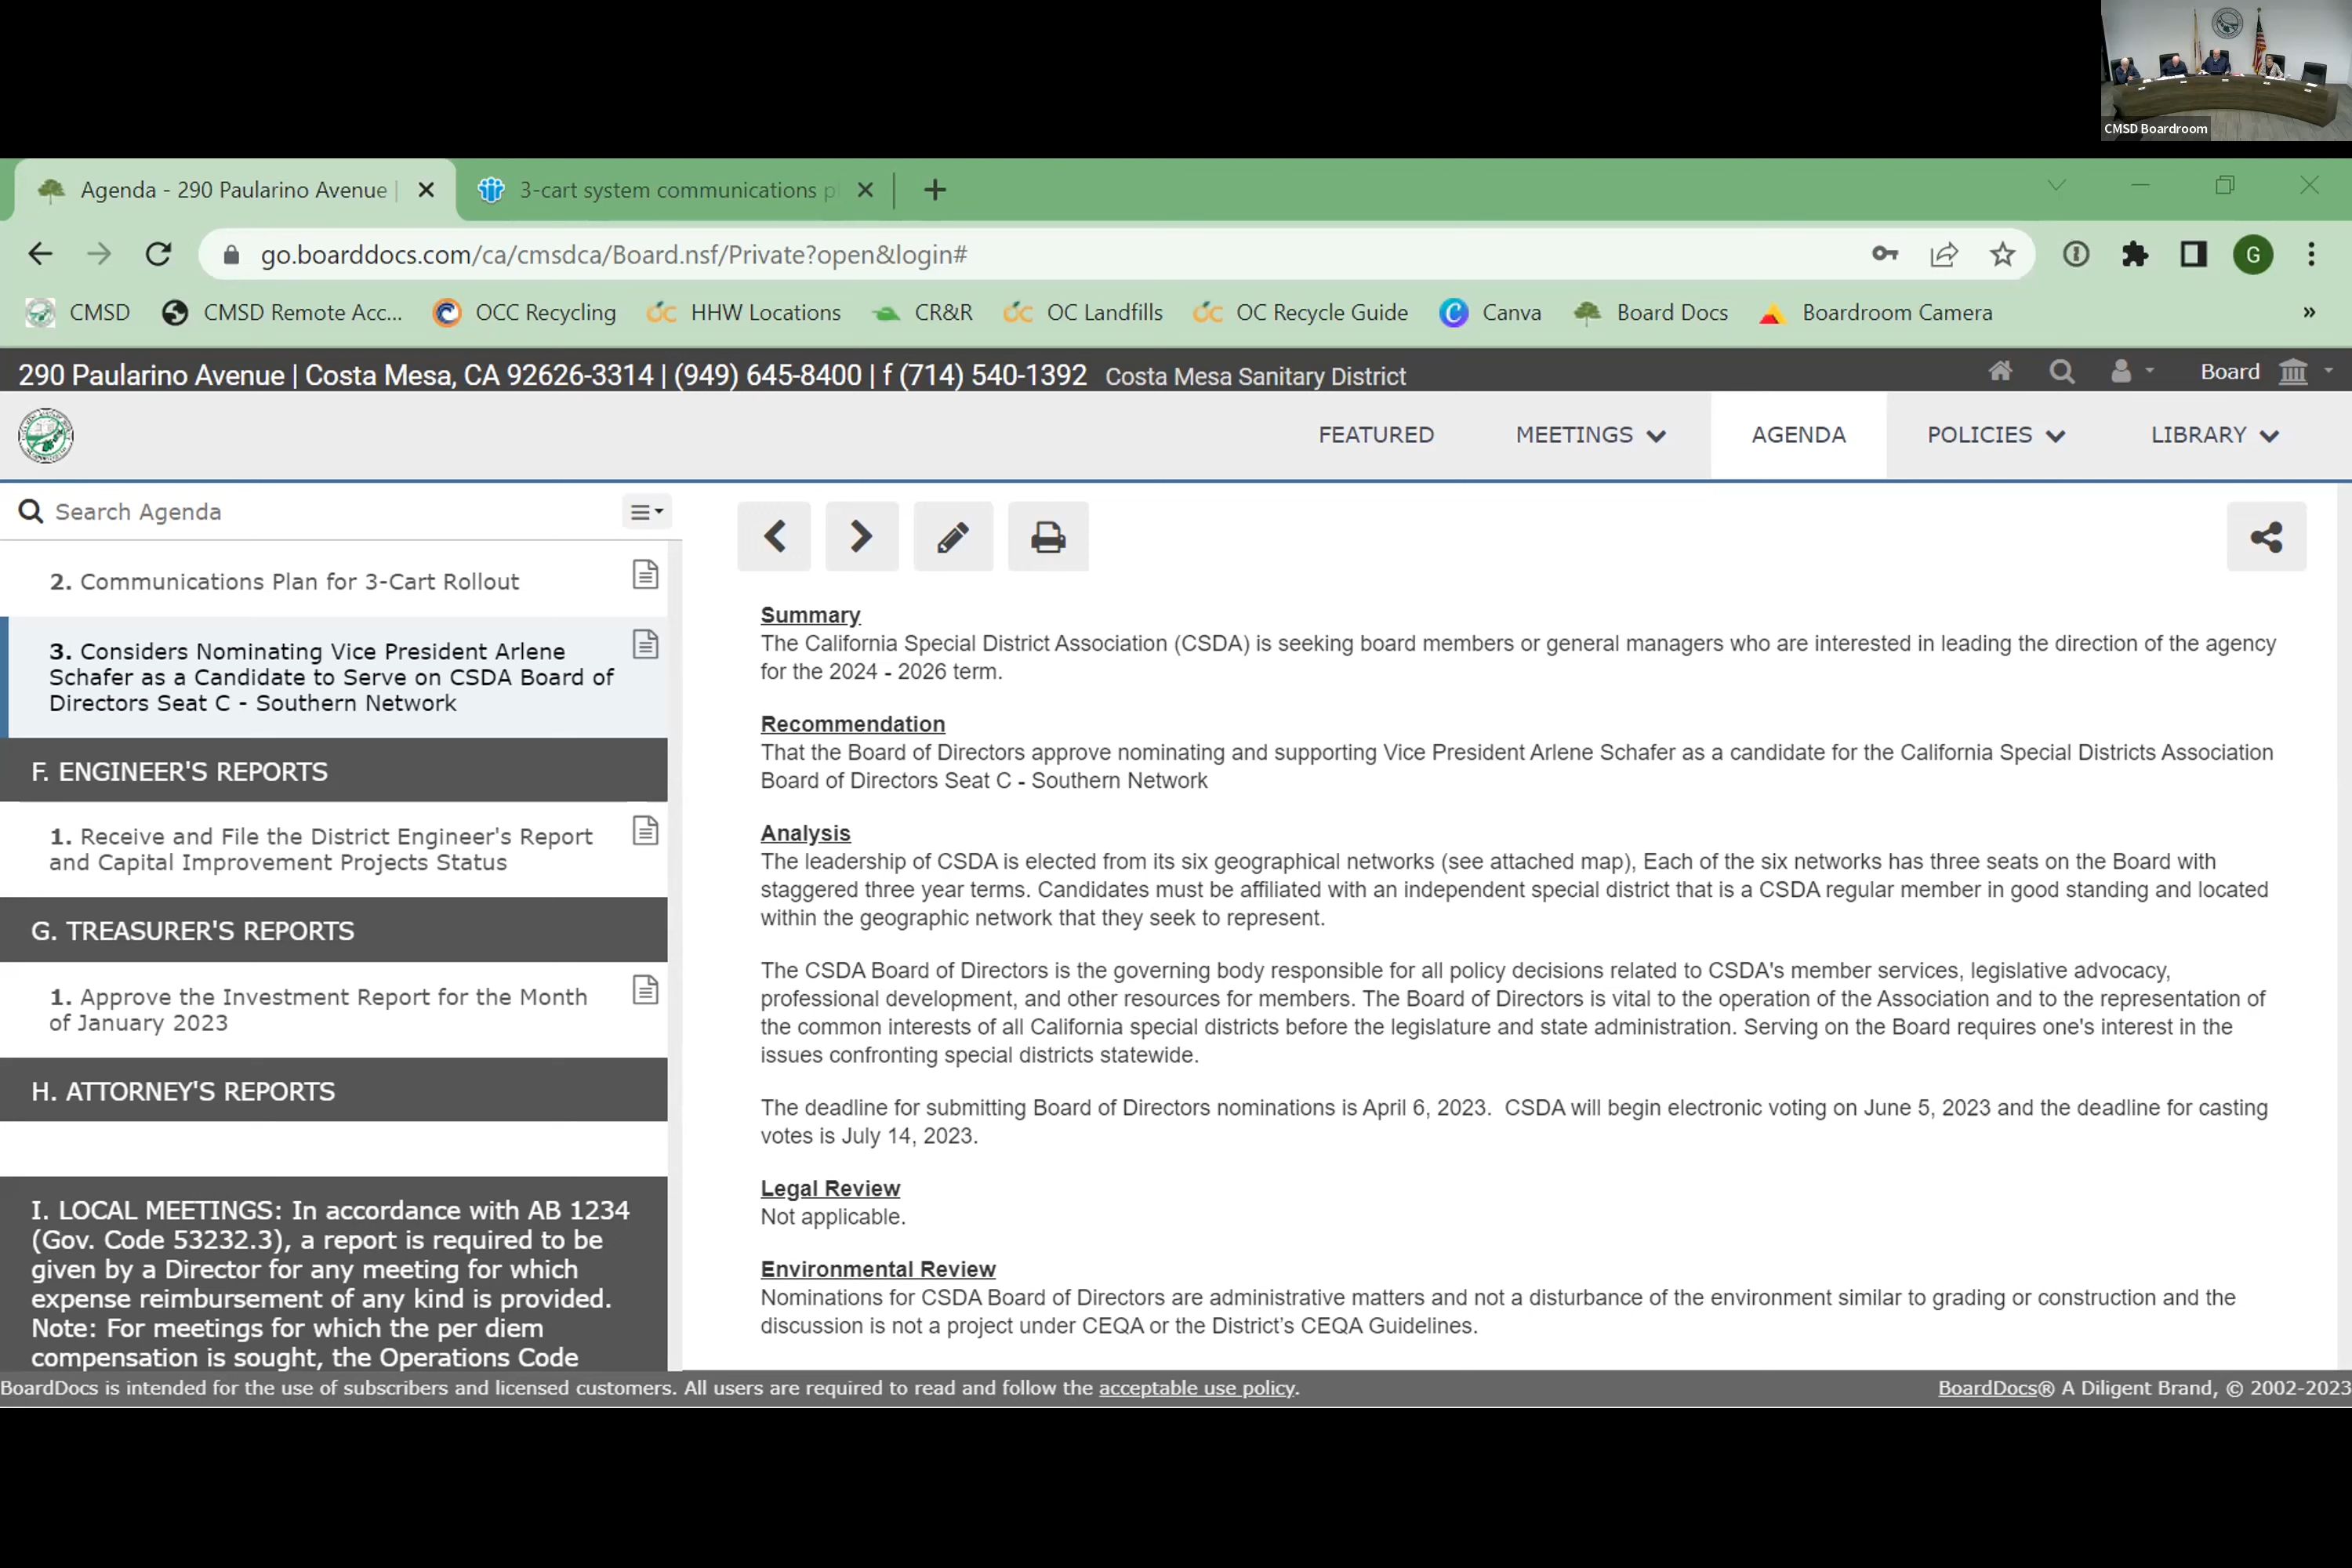 CMSD Boardroom
Agenda - 290 Paularino Avenue |
3-cart system communications p
go.boarddocs.com/ca/cmsdca/Board.nsf/Private?open&login#
G
CMSD
CMSD Remote Acc...
OCC Recycling
HHW Locations
CR&R
OC Landfills
OC Recycle Guide
Canva
Board Docs
Boardroom Camera
»
290 Paularino Avenue | Costa Mesa, CA 92626-3314 | (949) 645-8400 | f (714) 540-1392 Costa Mesa Sanitary District
Board
FEATURED
MEETINGS
AGENDA
POLICIES
LIBRARY
Search Agenda
2. Communications Plan for 3-Cart Rollout
3. Considers Nominating Vice President Arlene
Schafer as a Candidate to Serve on CSDA Board of
Directors Seat C - Southern Network
F. ENGINEER'S REPORTS
1. Receive and File the District Engineer's Report
and Capital Improvement Projects Status
G. TREASURER'S REPORTS
1. Approve the Investment Report for the Month
of January 2023
H. ATTORNEY'S REPORTS
I. LOCAL MEETINGS: In accordance with AB 1234
(Gov. Code 53232.3), a report is required to be
given by a Director for any meeting for which
expense reimbursement of any kind is provided.
Note: For meetings for which the per diem
compensation is sought, the Operations Code
Summary
The California Special District Association (CSDA) is seeking board members or general managers who are interested in leading the direction of the agency
for the 2024 - 2026 term.
Recommendation
That the Board of Directors approve nominating and supporting Vice President Arlene Schafer as a candidate for the California Special Districts Association
Board of Directors Seat C - Southern Network
Analysis
The leadership of CSDA is elected from its six geographical networks (see attached map), Each of the six networks has three seats on the Board with
staggered three year terms. Candidates must be affiliated with an independent special district that is a CSDA regular member in good standing and located
within the geographic network that they seek to represent.
The CSDA Board of Directors is the governing body responsible for all policy decisions related to CSDA's member services, legislative advocacy,
professional development, and other resources for members. The Board of Directors is vital to the operation of the Association and to the representation of
the common interests of all California special districts before the legislature and state administration. Serving on the Board requires one's interest in the
issues confronting special districts statewide.
The deadline for submitting Board of Directors nominations is April 6, 2023. CSDA will begin electronic voting on June 5, 2023 and the deadline for casting
votes is July 14, 2023.
Legal Review
Not applicable.
Environmental Review
Nominations for CSDA Board of Directors are administrative matters and not a disturbance of the environment similar to grading or construction and the
discussion is not a project under CEQA or the District's CEQA Guidelines.
BoardDocs is intended for the use of subscribers and licensed customers. All users are required to read and follow the acceptable use policy.
BoardDocs® A Diligent Brand, © 2002-2023